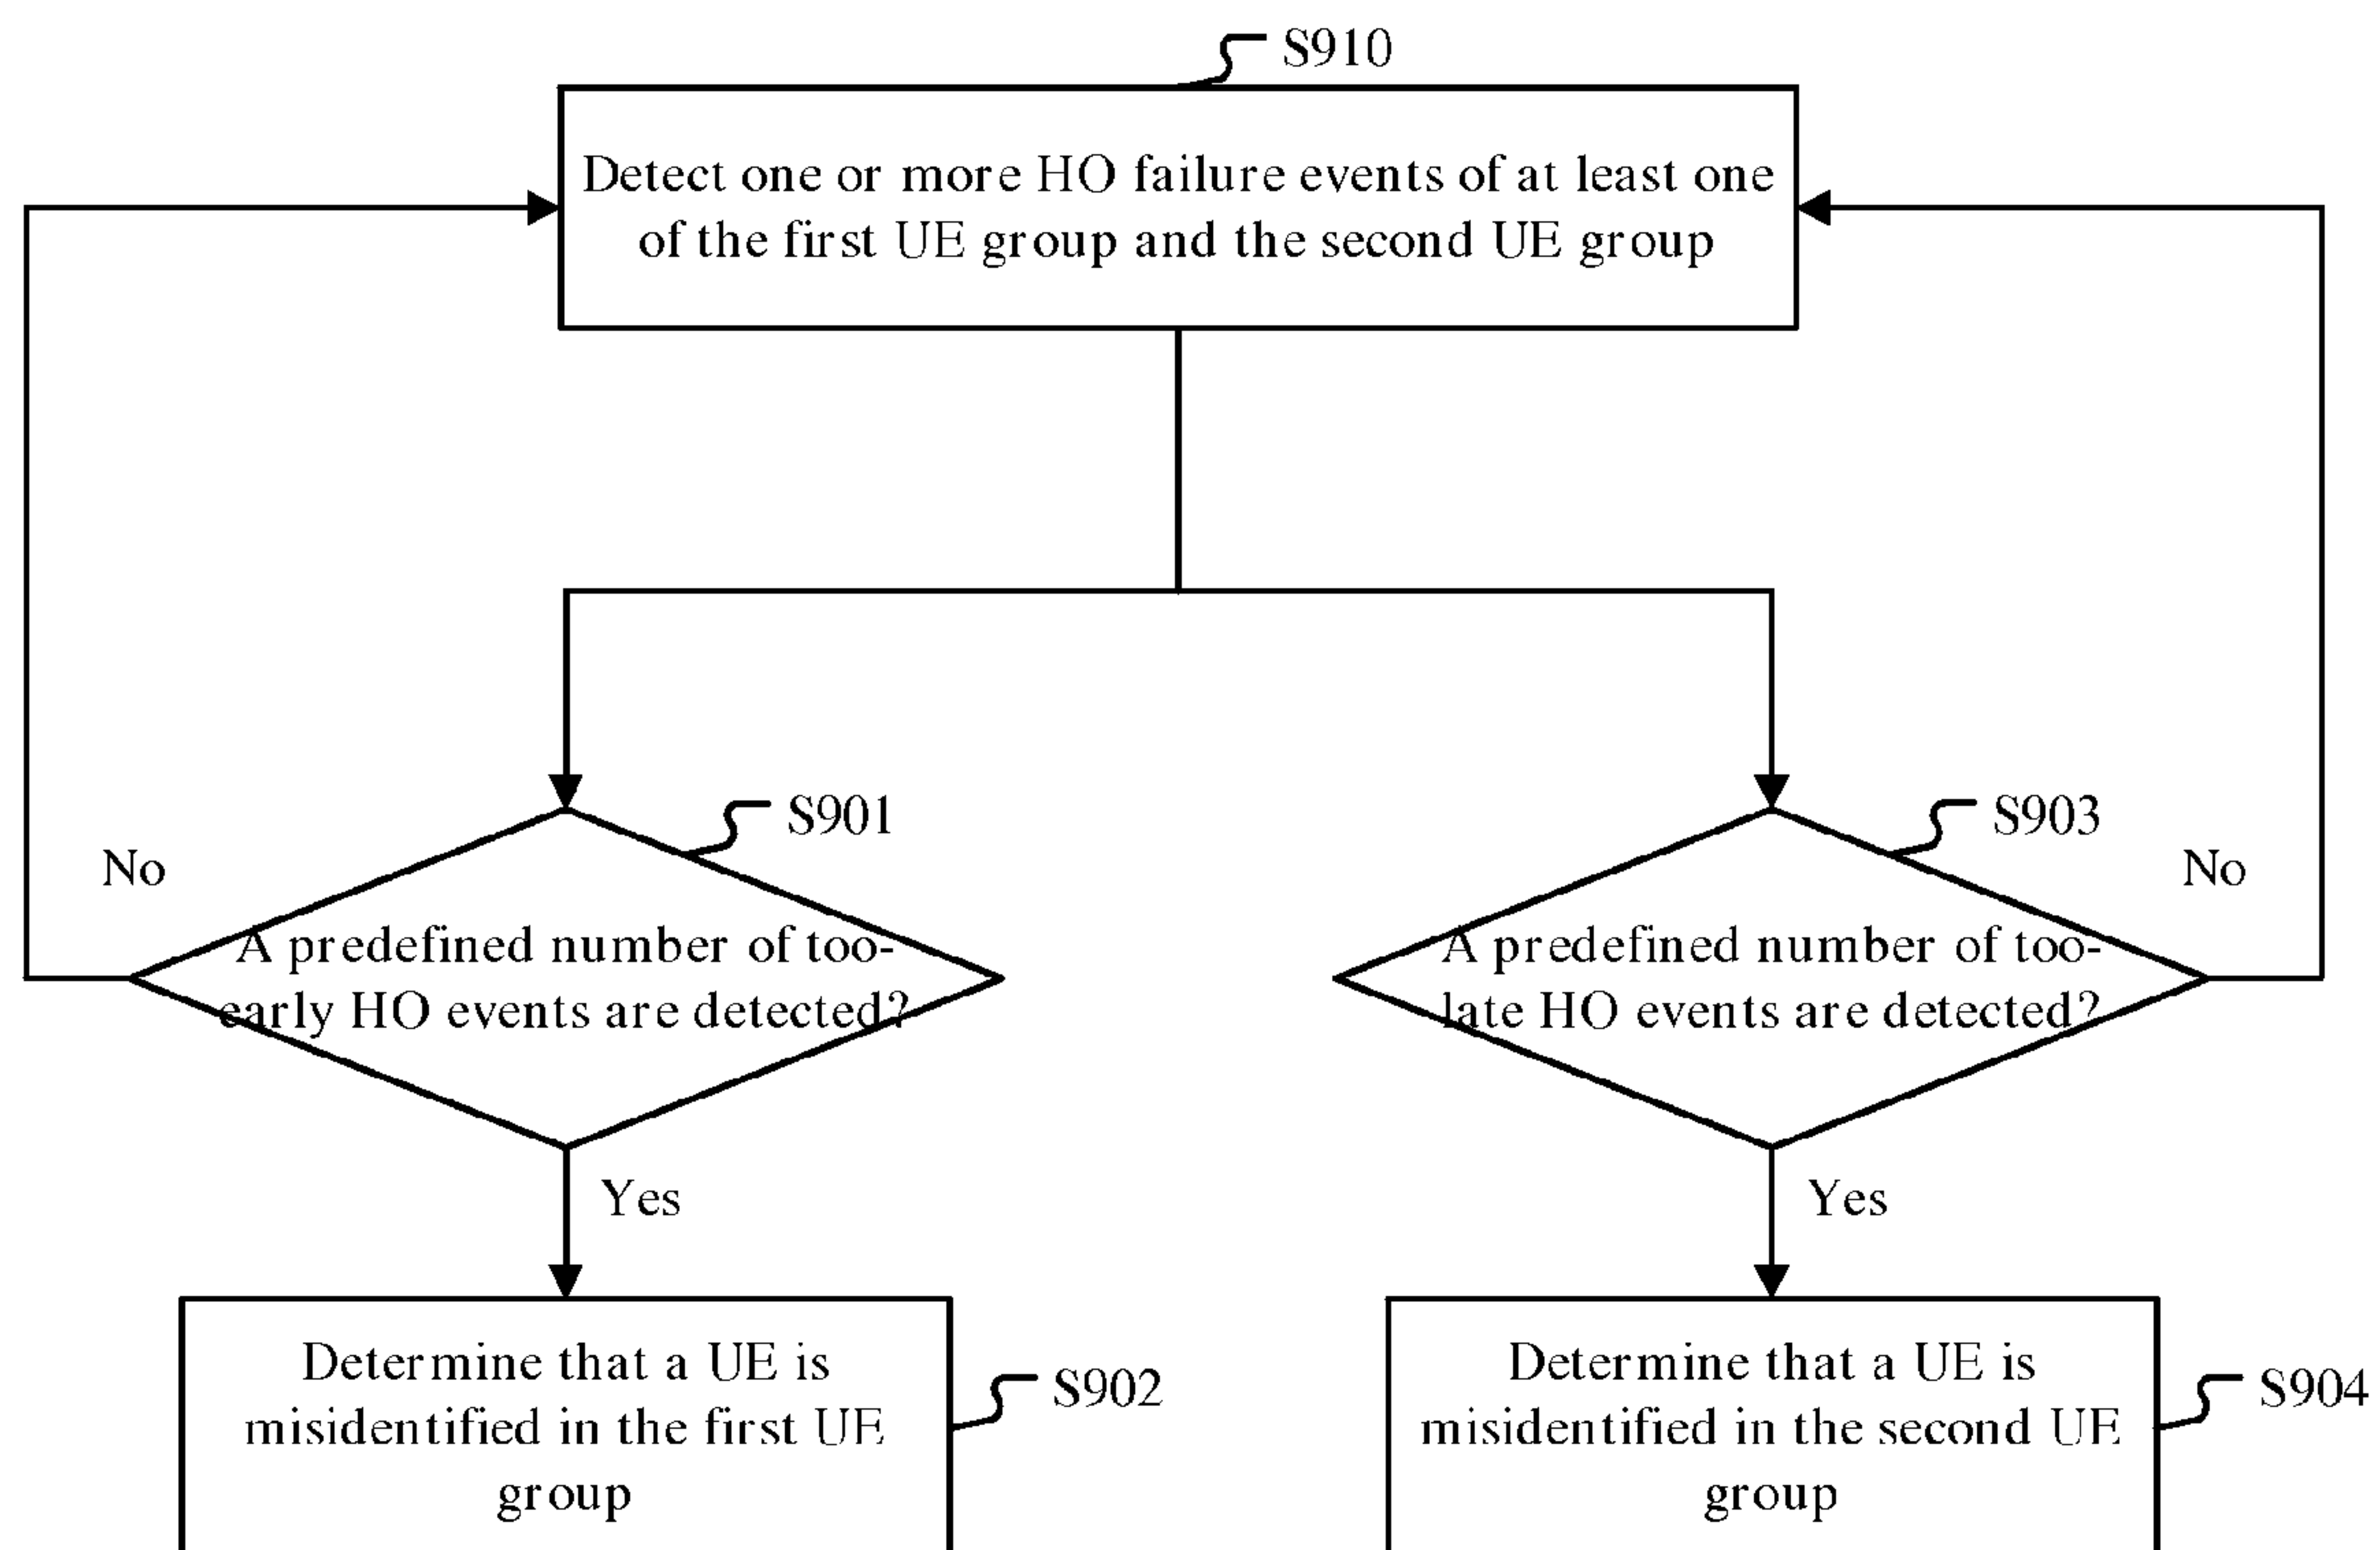 S910
Detect one or more HO failure events of at least one
of the first UE group and the second UE group
S901
No
A predefined number of too-
early HO events are detected?
Yes
Determine that a UE is
misidentified in the first UE
group
S902
S903
No
A predefined number of too-
late HO events are detected?
Yes
Determine that a UE is
misidentified in the second UE
group
S904